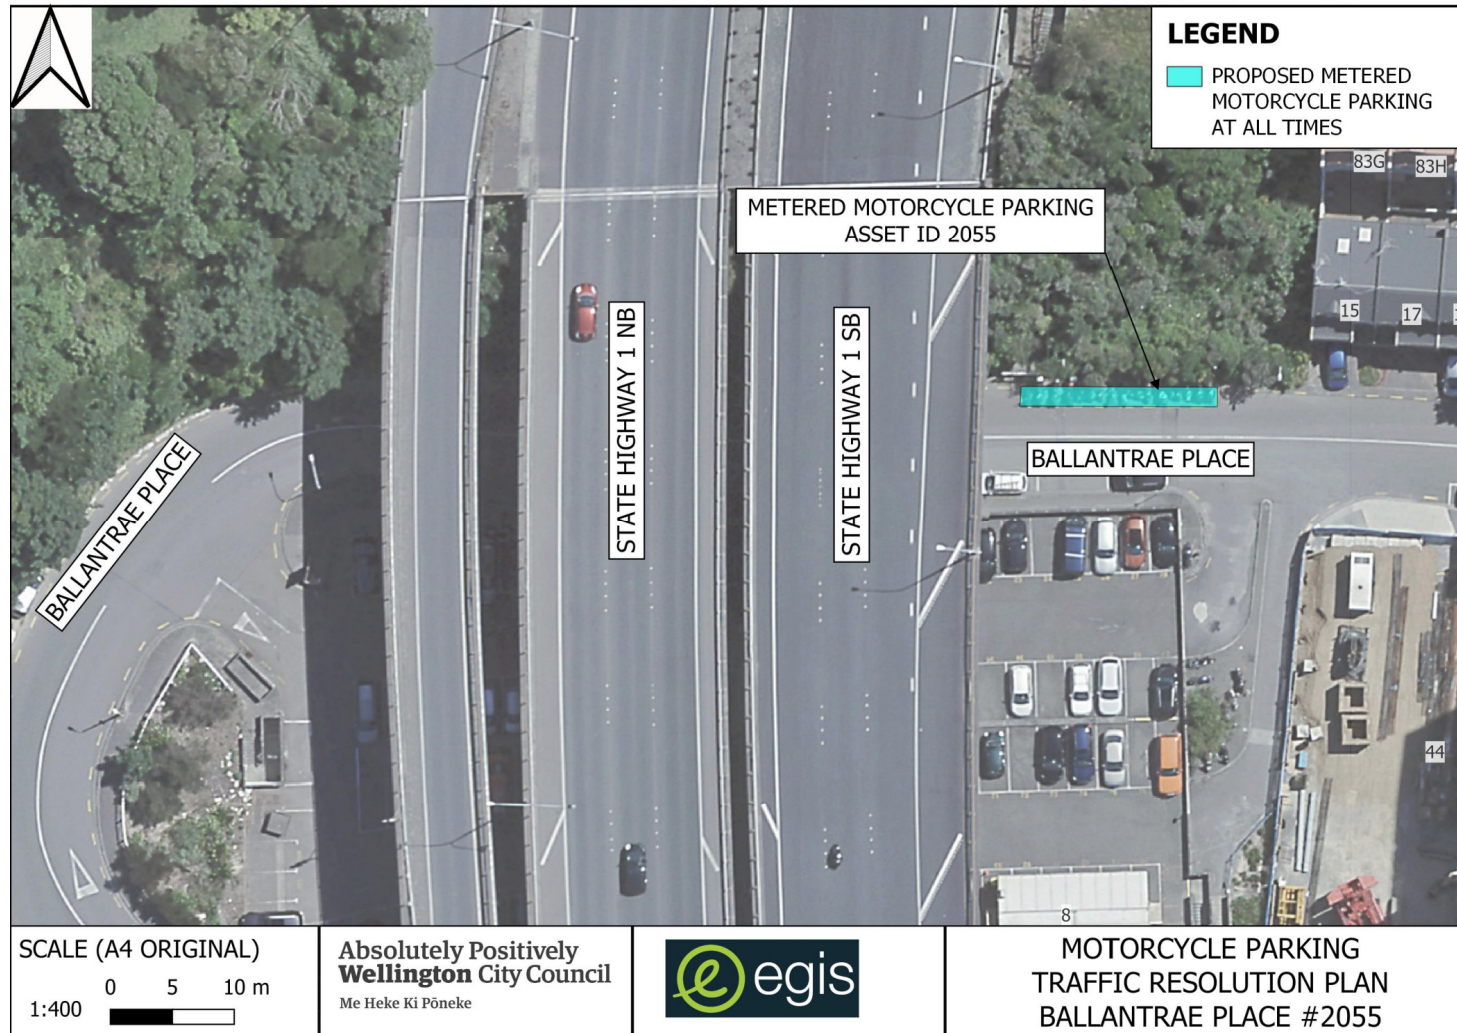 LEGEND
PROPOSED METERED
MOTORCYCLE PARKING
AT ALL TIMES
83G
83H
METERED MOTORCYCLE PARKING
ASSET ID 2055
15
17
STATE HIGHWAY 1 NB
STATE HIGHWAY 1 SB
BALLANTRAE PLACE
BALLANTRAE PLACE
44
8
SCALE (A4 ORIGINAL)
0 5 10 m
1:400
Absolutely Positively
Wellington City Council
Me Heke Ki Pōneke
e egis
MOTORCYCLE PARKING
TRAFFIC RESOLUTION PLAN
BALLANTRAE PLACE #2055